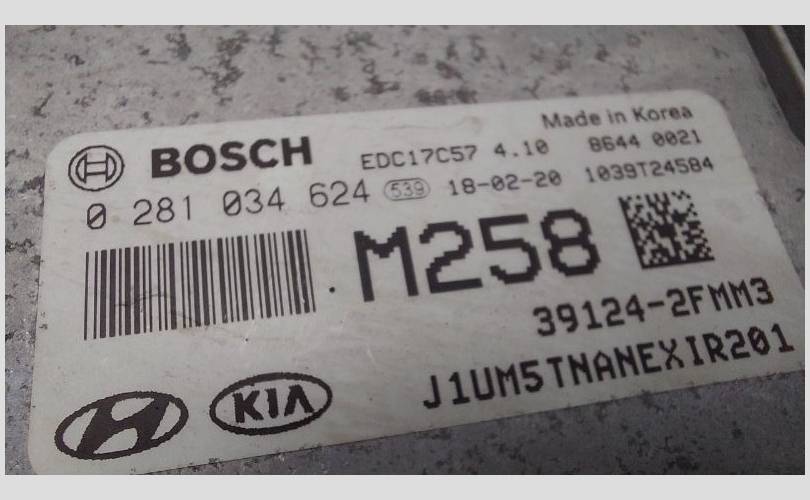 Made in Korea
BOSCH EDC17C57 4.10 8644 0021
0 281 034 624 539 18-02-20 1039T24584
M258
39124-2FMM3
J1UM5TNANEXIR201
KIA